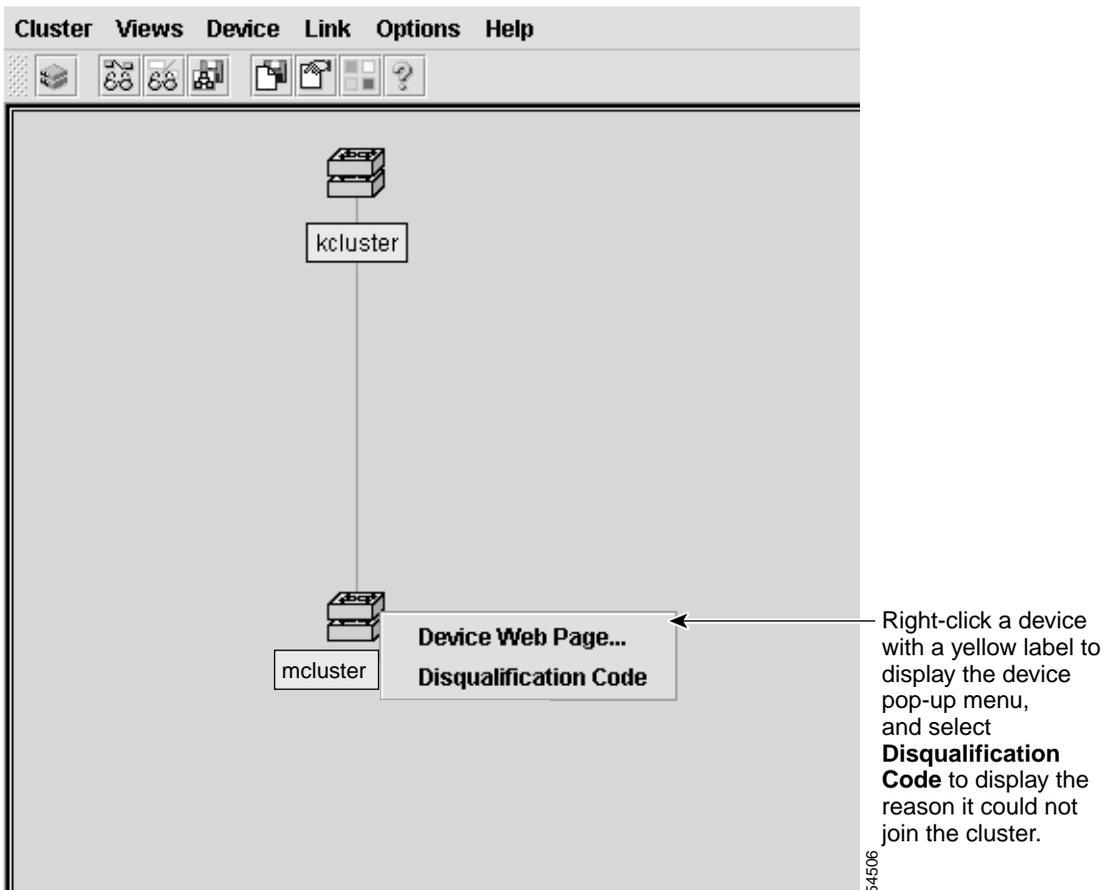 Cluster Views Device Link Options Help
kcluster
mcluster
Device Web Page...
Disqualification Code
Right-click a device
with a yellow label to
display the device
pop-up menu,
and select
Disqualification
Code to display the
reason it could not
join the cluster.
54506